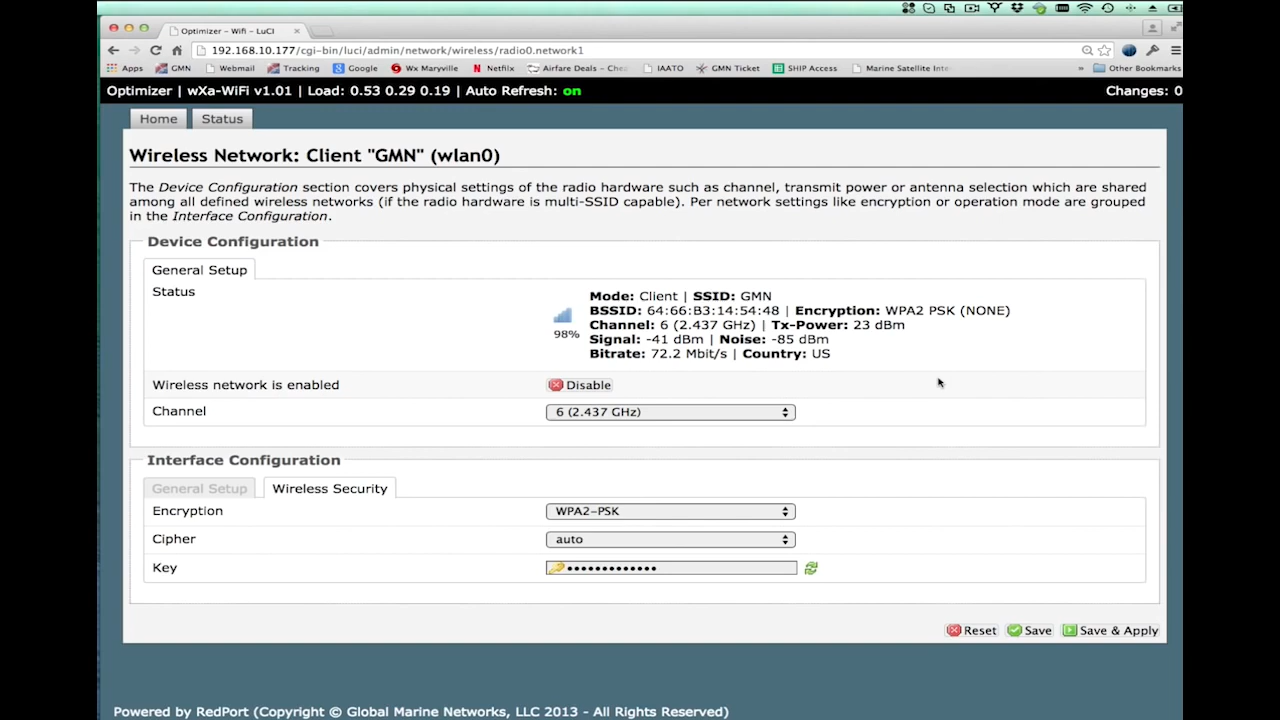 Optimizer - Wifi - LuCI
192.168.10.177/cgi-bin/luci/admin/network/wireless/radio0.network1
Apps GMN Webmail Tracking Google Wx Maryville Netflix Airfare Deals - Che IAATO GMN Ticket SHIP Access Marine Satellite Inte » Other Bookmarks
Optimizer | wXa-WiFi v1.01 | Load: 0.53 0.29 0.19 | Auto Refresh: on Changes: 0
Home Status
Wireless Network: Client "GMN" (wlan0)
The Device Configuration section covers physical settings of the radio hardware such as channel, transmit power or antenna selection which are shared
among all defined wireless networks (if the radio hardware is multi-SSID capable). Per network settings like encryption or operation mode are grouped
in the Interface Configuration.
Device Configuration
General Setup
Status
98%
Mode: Client | SSID: GMN
BSSID: 64:66:B3:14:54:48 | Encryption: WPA2 PSK (NONE)
Channel: 6 (2.437 GHz) | Tx-Power: 23 dBm
Signal: -41 dBm | Noise: -85 dBm
Bitrate: 72.2 Mbit/s | Country: US
Wireless network is enabled Disable
Channel 6 (2.437 GHz)
Interface Configuration
General Setup Wireless Security
Encryption WPA2-PSK
Cipher auto
Key •••••••••••••
Reset Save Save & Apply
Powered by RedPort (Copyright © Global Marine Networks, LLC 2013 - All Rights Reserved)